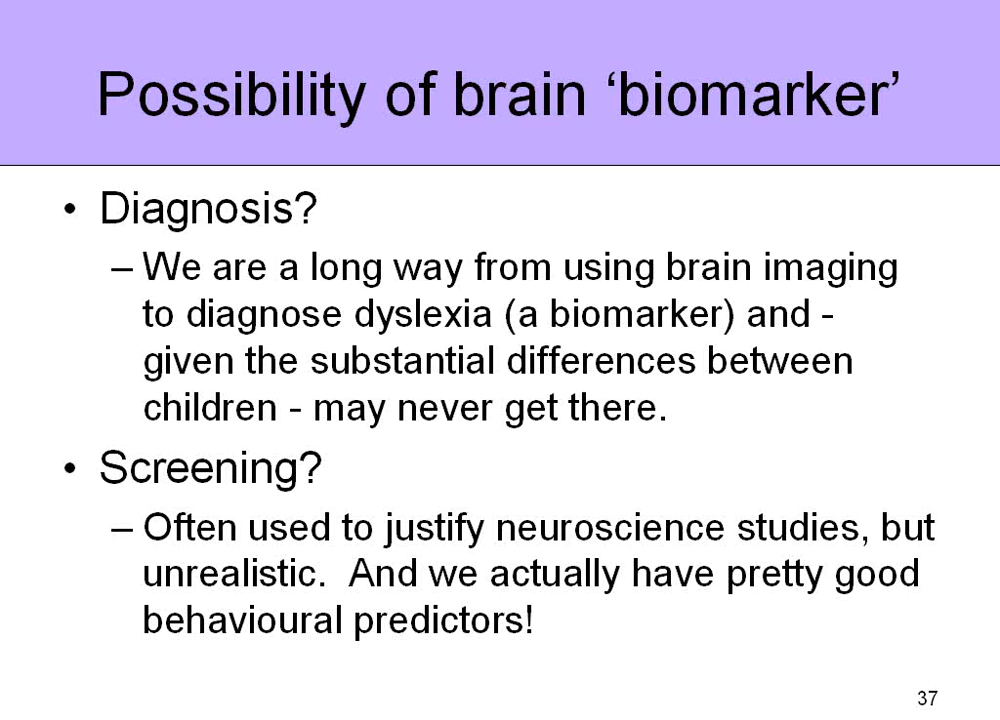 Possibility of brain ‘biomarker’
• Diagnosis?
– We are a long way from using brain imaging
to diagnose dyslexia (a biomarker) and -
given the substantial differences between
children - may never get there.
• Screening?
– Often used to justify neuroscience studies, but
unrealistic.  And we actually have pretty good
behavioural predictors!
37